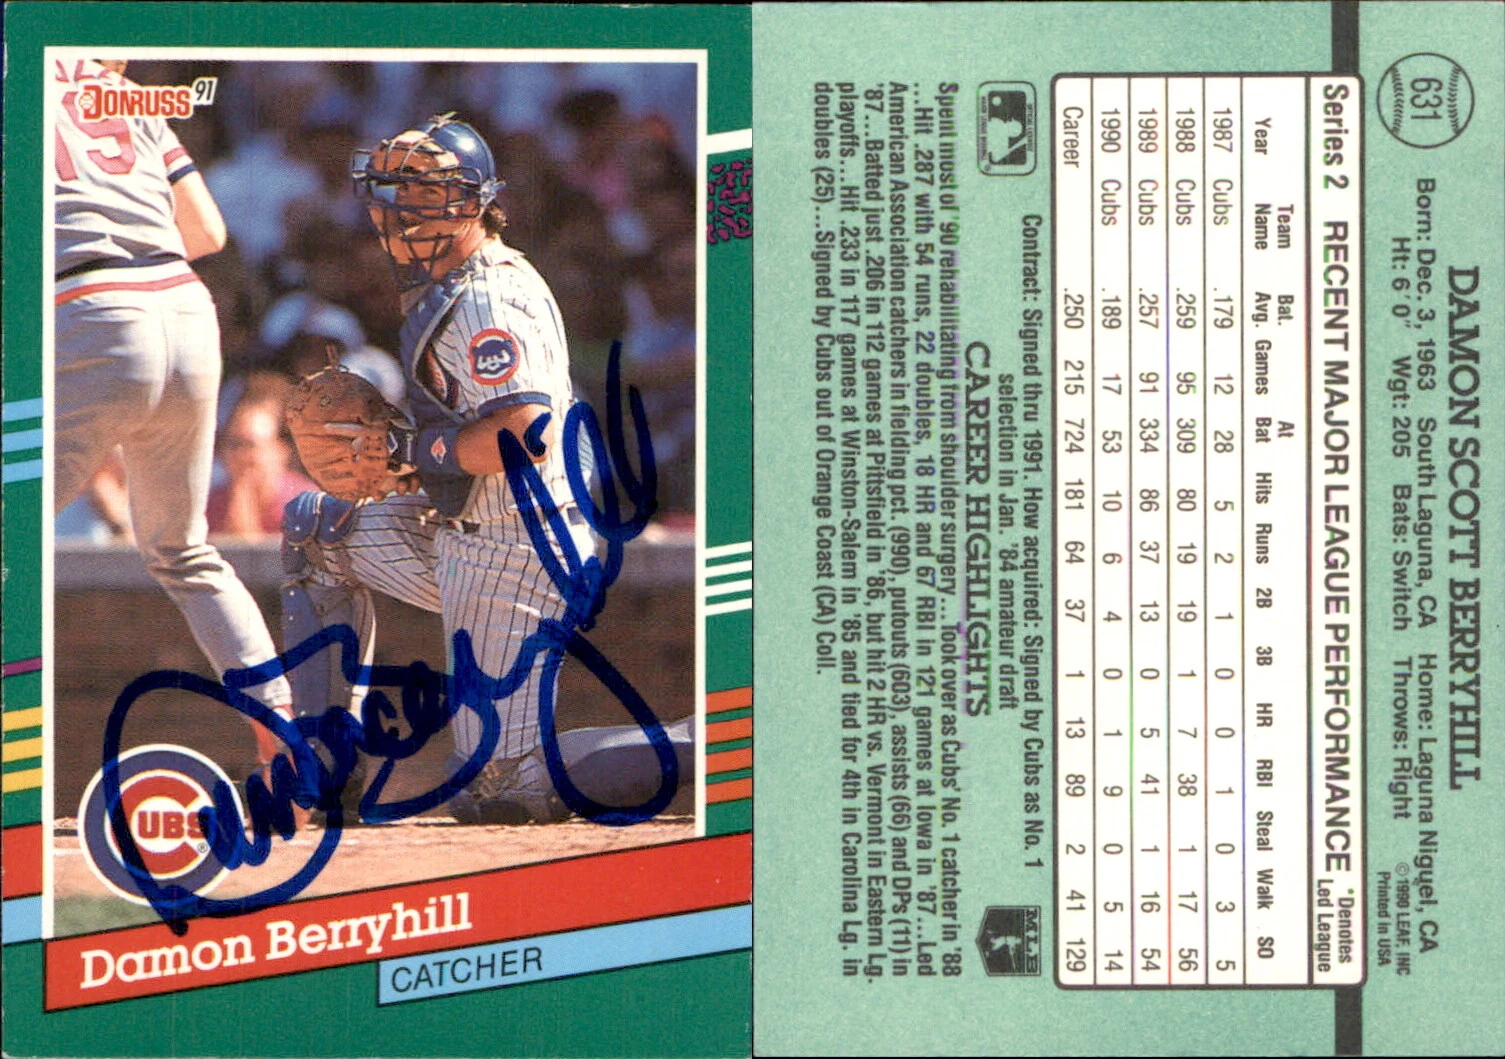 DONRUSS 91
15
CUBS®
Damon Berryhill
Damon Berryhill
CATCHER
631
DAMON SCOTT BERRYHILL
Born: Dec. 3, 1963 South Laguna, CA Home: Laguna Niguel, CA
Ht: 6'0" Wgt: 205 Bats: Switch Throws: Right
©1990 LEAF, INC
Printed in USA
Series 2 RECENT MAJOR LEAGUE PERFORMANCE *Denotes Led League
Year Team Name Bat. Avg. Games At Bat Hits Runs 2B 3B HR RBI Steal Walk SO
1987 Cubs .179 12 28 5 2 1 0 0 1 0 3 5
1988 Cubs .259 95 309 80 19 19 1 7 38 1 17 56
1989 Cubs .257 91 334 86 37 13 0 5 41 1 16 54
1990 Cubs .189 17 53 10 6 4 0 1 9 0 5 14
Career .250 215 724 181 64 37 1 13 89 2 41 129
MLB
Contract: Signed thru 1991. How acquired: Signed by Cubs as No. 1
selection in Jan. '84 amateur draft
CAREER HIGHLIGHTS
Spent most of '90 rehabilitating from shoulder surgery...took over as Cubs' No. 1 catcher in '88
...Hit .287 with 54 runs, 22 doubles, 18 HR and 67 RBI in 121 games at Iowa in '87...Led
American Association catchers in fielding pct. (990), putouts (603), assists (66) and DPs (11) in
'87...Batted just .206 in 112 games at Pittsfield in '86, but hit 2 HR vs. Vermont in Eastern Lg.
playoffs...Hit .233 in 117 games at Winston-Salem in '85 and tied for 4th in Carolina Lg. in
doubles (25)...Signed by Cubs out of Orange Coast (CA) Coll.